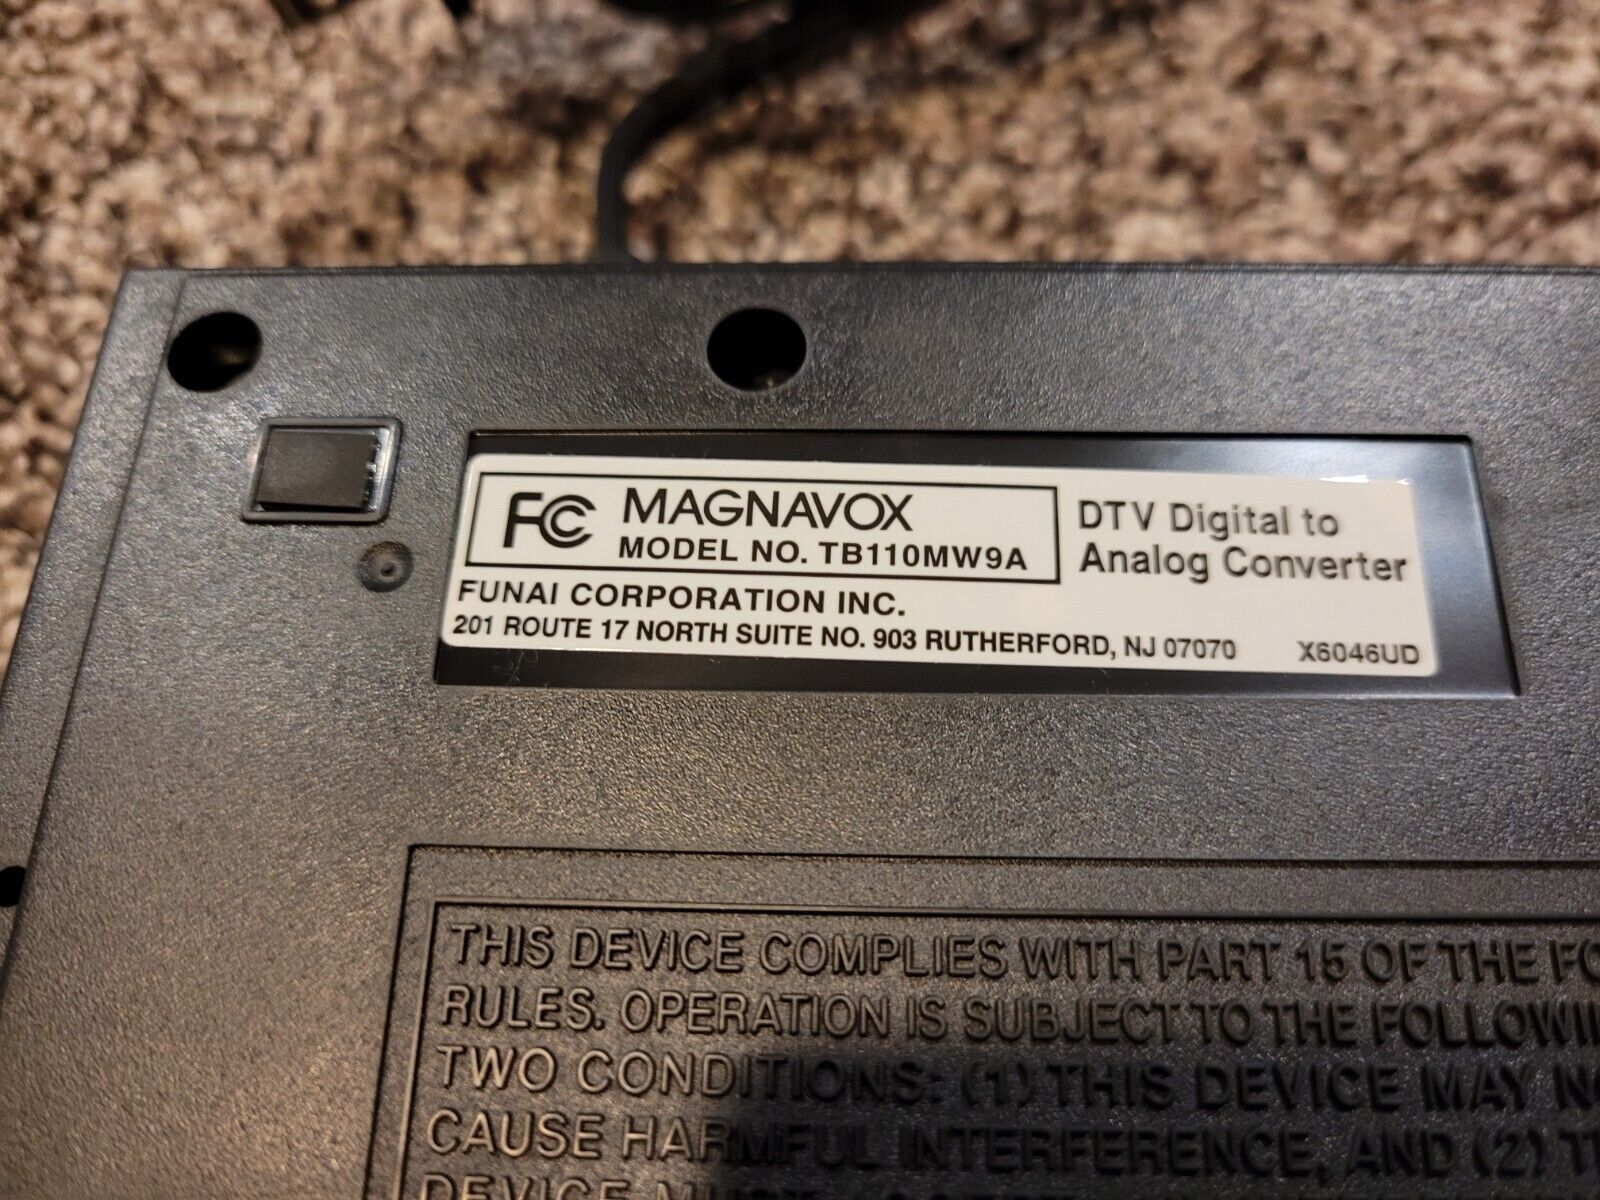 FC MAGNAVOX
MODEL NO. TB110MW9A
DTV Digital to
Analog Converter
FUNAI CORPORATION INC.
201 ROUTE 17 NORTH SUITE NO. 903 RUTHERFORD, NJ 07070 X6046UD
THIS DEVICE COMPLIES WITH PART 15 OF THE
RULES. OPERATION IS SUBJECT TO THE
TWO CONDITIONS: (1) THIS DEVICE MAY
CAUSE HARMFUL INTERFERENCE, AND (2)
DEVICE